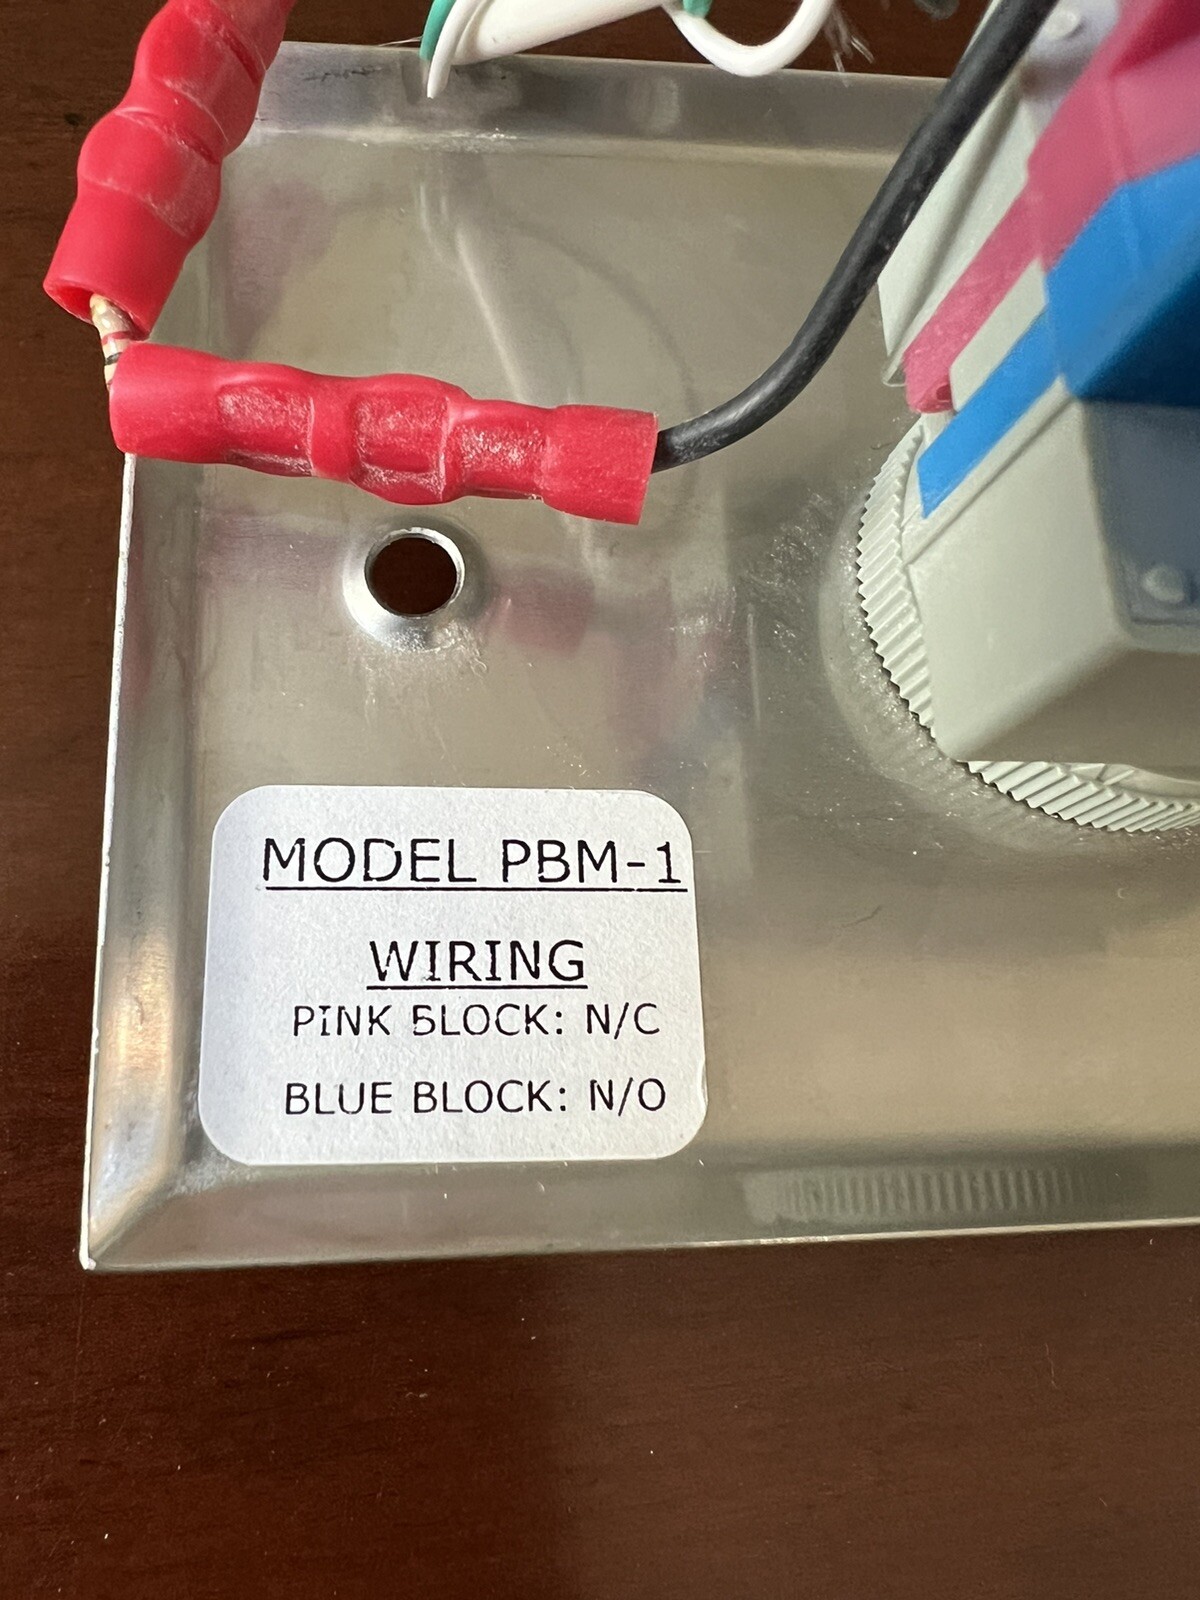 MODEL PBM-1
WIRING
PINK BLOCK: N/C
BLUE BLOCK: N/O